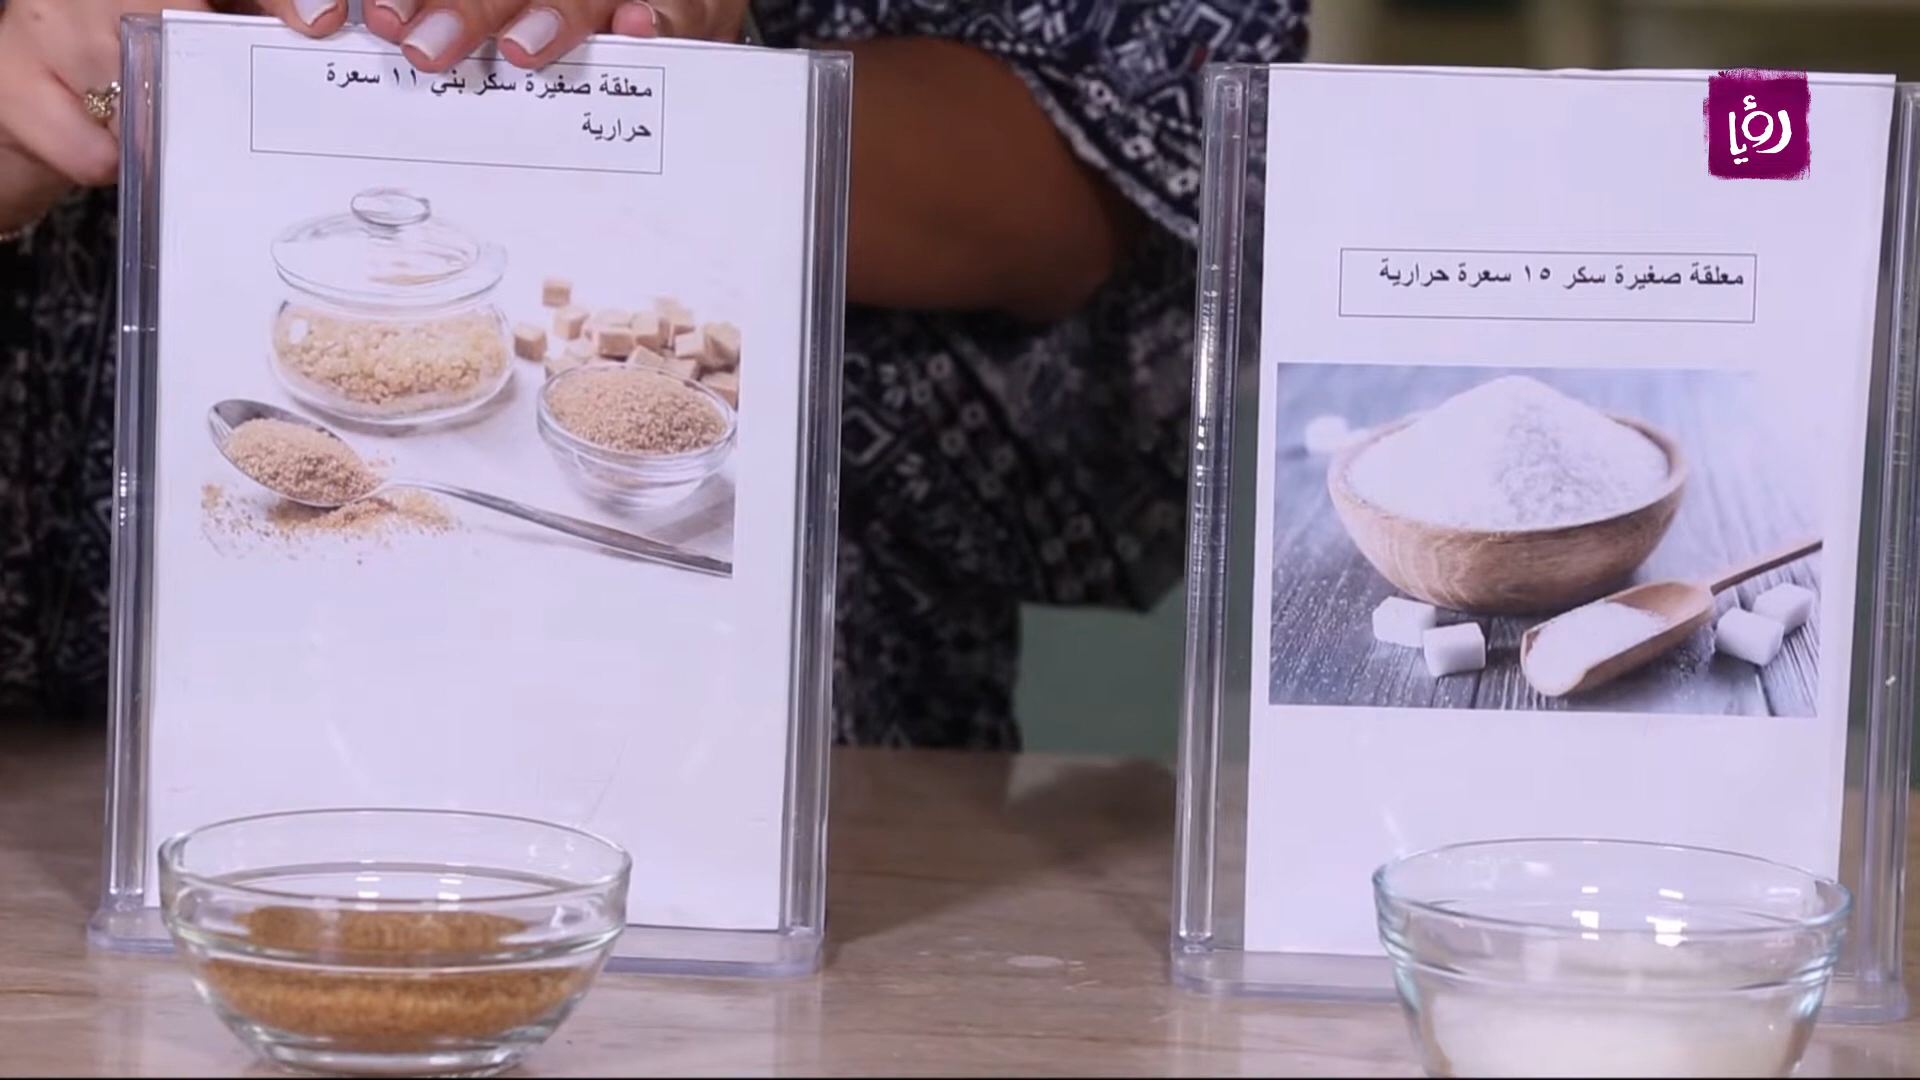 معلقة صغيرة سكر بني ١١ سعرة
حرارية
معلقة صغيرة سكر ١٥ سعرة حرارية
رؤيا